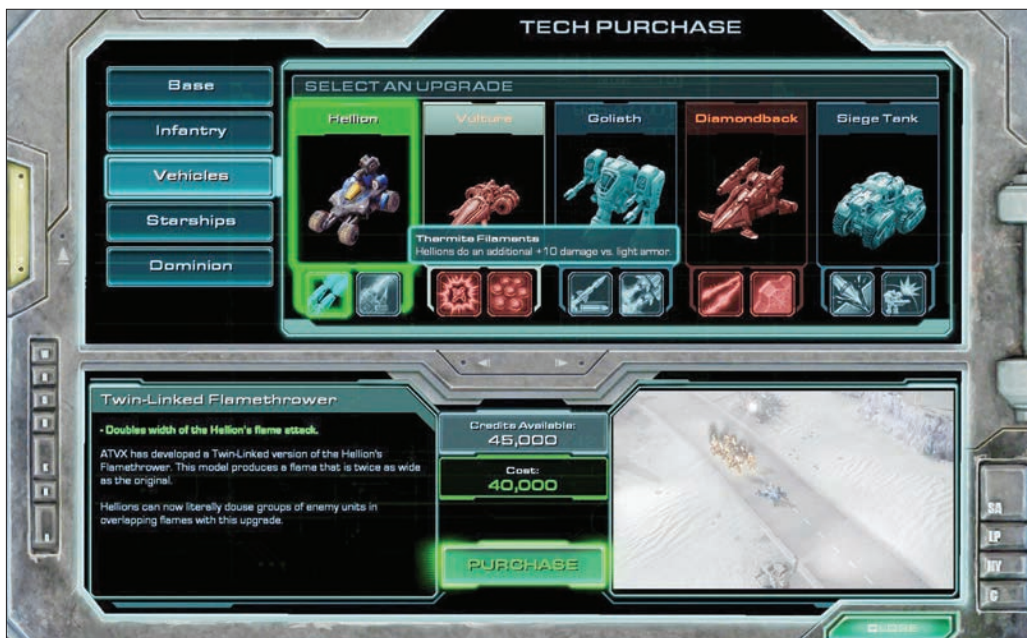 TECH PURCHASE
Base
Infantry
Vehicles
Starships
Dominion
SELECT AN UPGRADE
Hellion
Vulture
Goliath
Diamondback
Siege Tank
Thermite Filaments
Hellions do an additional +10 damage vs. light armor.
Twin-Linked Flamethrower
- Doubles width of the Hellion's flame attack.
ATVX has developed a Twin-Linked version of the Hellion's
Flamethrower. This model produces a flame that is twice as wide
as the original.
Hellions can now literally douse groups of enemy units in
overlapping flames with this upgrade.
Credits Available:
45,000
Cost:
40,000
PURCHASE
SA
LP
HV
G
CLOSE